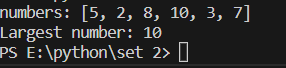 numbers: [5, 2, 8, 10, 3, 7]
Largest number: 10
PS E:\python\set 2>